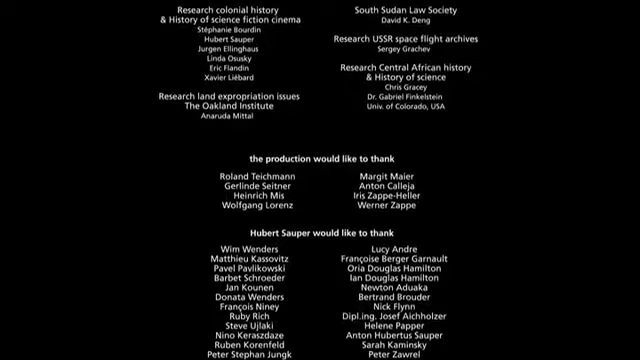 Research colonial history
& History of science fiction cinema
Stéphanie Bourdin
Hubert Sauper
Jurgen Ellinghaus
Linda Osusky
Eric Flandin
Xavier Liébard
Research land expropriation issues
The Oakland Institute
Anaruda Mittal
South Sudan Law Society
David K. Deng
Research USSR space flight archives
Sergey Grachev
Research Central African history
& History of science
Chris Gracey
Dr. Gabriel Finkelstein
Univ. of Colorado, USA
the production would like to thank
Roland Teichmann
Gerlinde Seitner
Heinrich Mis
Wolfgang Lorenz
Margit Maier
Anton Calleja
Iris Zappe-Heller
Werner Zappe
Hubert Sauper would like to thank
Wim Wenders
Matthieu Kassovitz
Pavel Pavlikowski
Barbet Schroeder
Jan Kounen
Donata Wenders
François Niney
Ruby Rich
Steve Ujlaki
Nino Keraszdaze
Ruben Korenfeld
Peter Stephan Jungk
Lucy Andre
Françoise Berger Garnault
Oria Douglas Hamilton
Ian Douglas Hamilton
Newton Aduaka
Bertrand Brouder
Nick Flynn
Dipl.ing. Josef Aichholzer
Helene Papper
Anton Hubertus Sauper
Sarah Kaminsky
Peter Zawrel